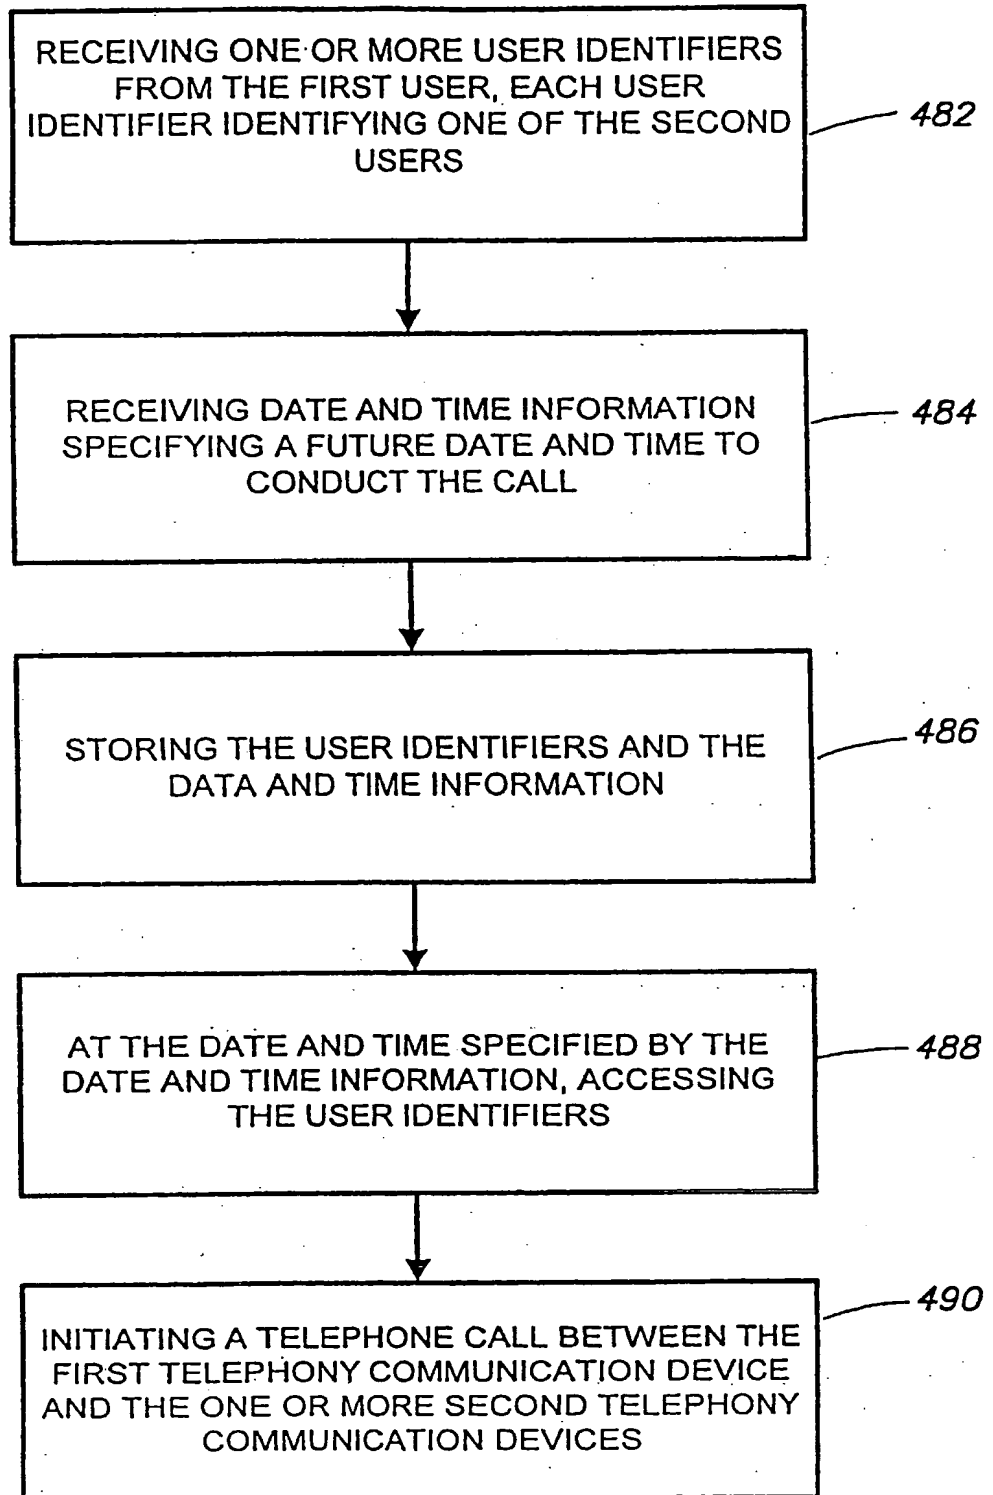 RECEIVING ONE OR MORE USER IDENTIFIERS
FROM THE FIRST USER, EACH USER
IDENTIFIER IDENTIFYING ONE OF THE SECOND
USERS
482
RECEIVING DATE AND TIME INFORMATION
SPECIFYING A FUTURE DATE AND TIME TO
CONDUCT THE CALL
484
STORING THE USER IDENTIFIERS AND THE
DATA AND TIME INFORMATION
486
AT THE DATE AND TIME SPECIFIED BY THE
DATE AND TIME INFORMATION, ACCESSING
THE USER IDENTIFIERS
488
INITIATING A TELEPHONE CALL BETWEEN THE
FIRST TELEPHONY COMMUNICATION DEVICE
AND THE ONE OR MORE SECOND TELEPHONY
COMMUNICATION DEVICES
490